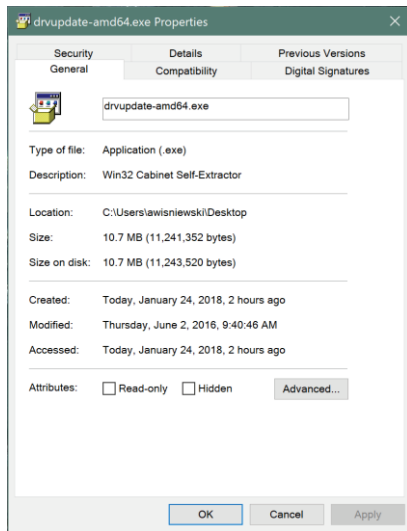 drvupdate-amd64.exe Properties
Security Details Previous Versions
General Compatibility Digital Signatures
drvupdate-amd64.exe
Type of file: Application (.exe)
Description: Win32 Cabinet Self-Extractor
Location: C:\Users\awisniewski\Desktop
Size: 10.7 MB (11,241,352 bytes)
Size on disk: 10.7 MB (11,243,520 bytes)
Created: Today, January 24, 2018, 2 hours ago
Modified: Thursday, June 2, 2016, 9:40:46 AM
Accessed: Today, January 24, 2018, 2 hours ago
Attributes: Read-only Hidden Advanced...
OK Cancel Apply